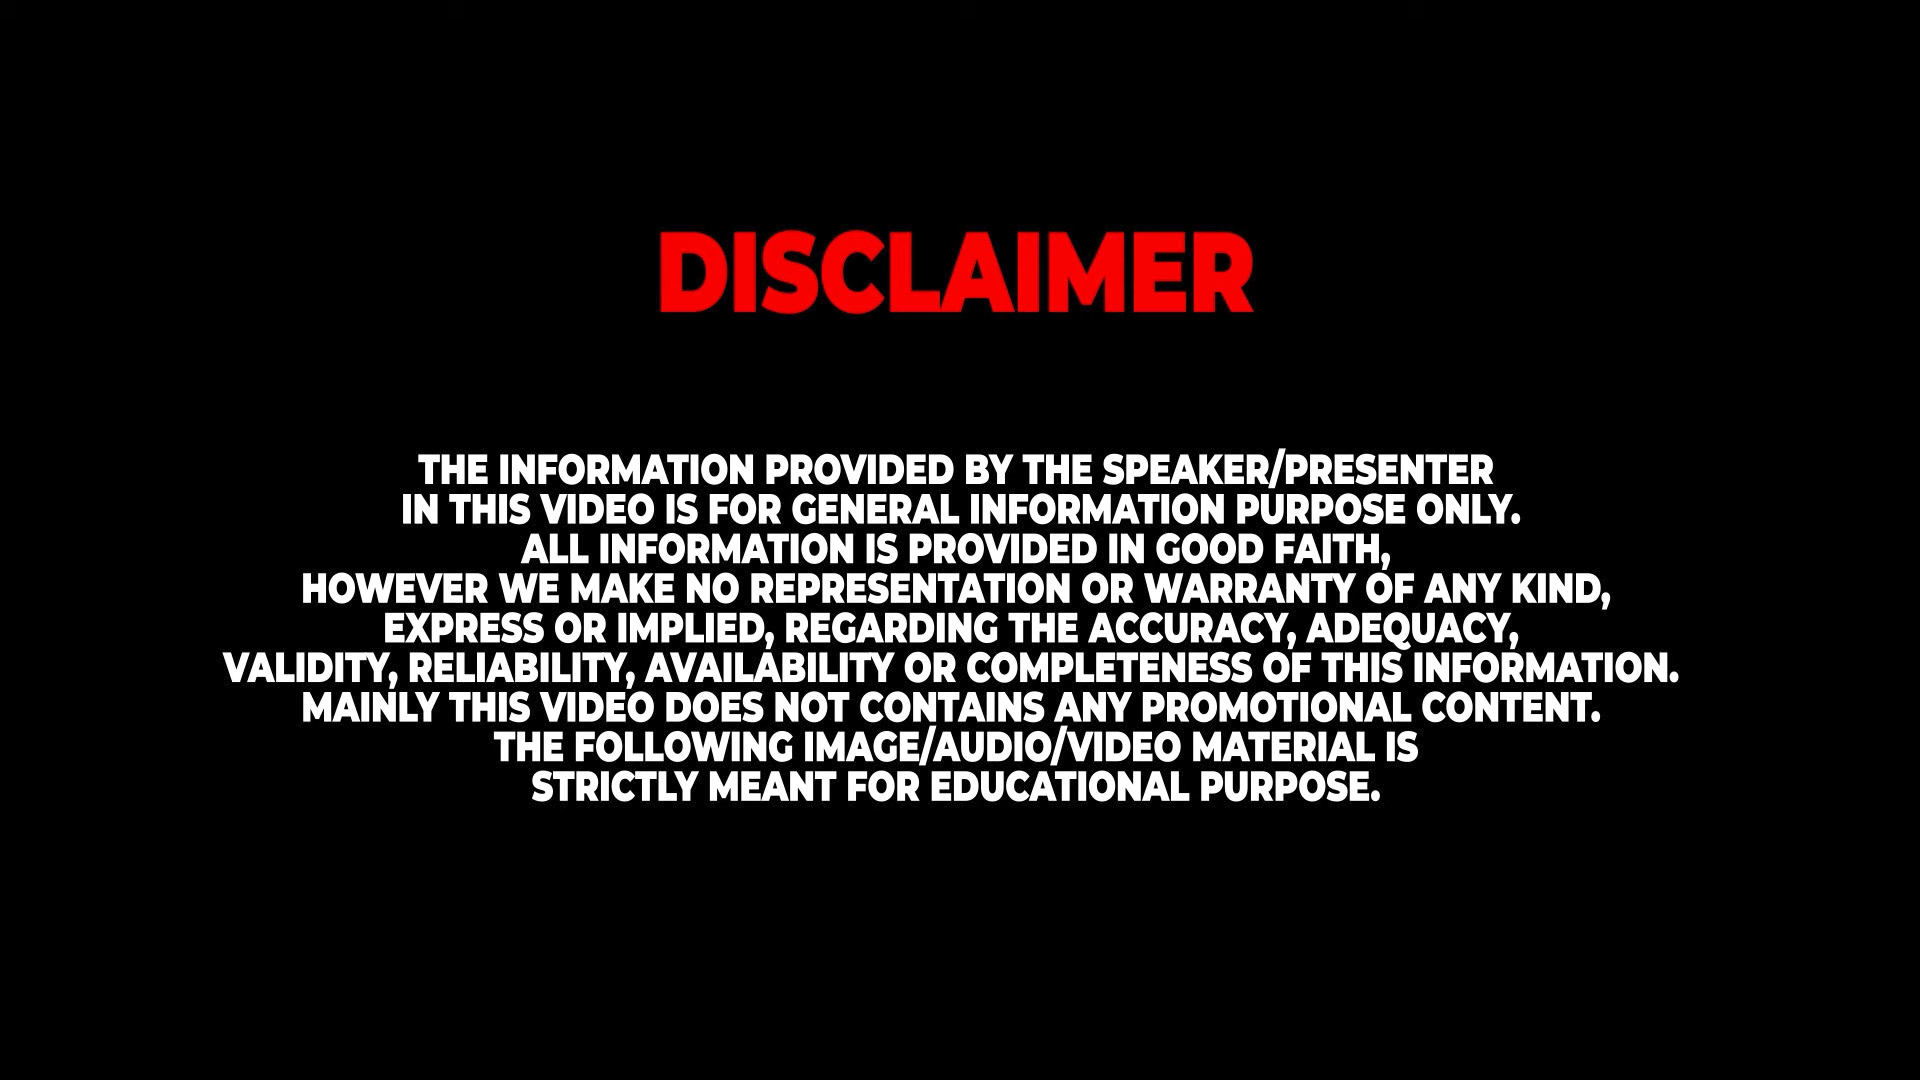 DISCLAIMER
THE INFORMATION PROVIDED BY THE SPEAKER/PRESENTER
IN THIS VIDEO IS FOR GENERAL INFORMATION PURPOSE ONLY.
ALL INFORMATION IS PROVIDED IN GOOD FAITH,
HOWEVER WE MAKE NO REPRESENTATION OR WARRANTY OF ANY KIND,
EXPRESS OR IMPLIED, REGARDING THE ACCURACY, ADEQUACY,
VALIDITY, RELIABILITY, AVAILABILITY OR COMPLETENESS OF THIS INFORMATION.
MAINLY THIS VIDEO DOES NOT CONTAINS ANY PROMOTIONAL CONTENT.
THE FOLLOWING IMAGE/AUDIO/VIDEO MATERIAL IS
STRICTLY MEANT FOR EDUCATIONAL PURPOSE.